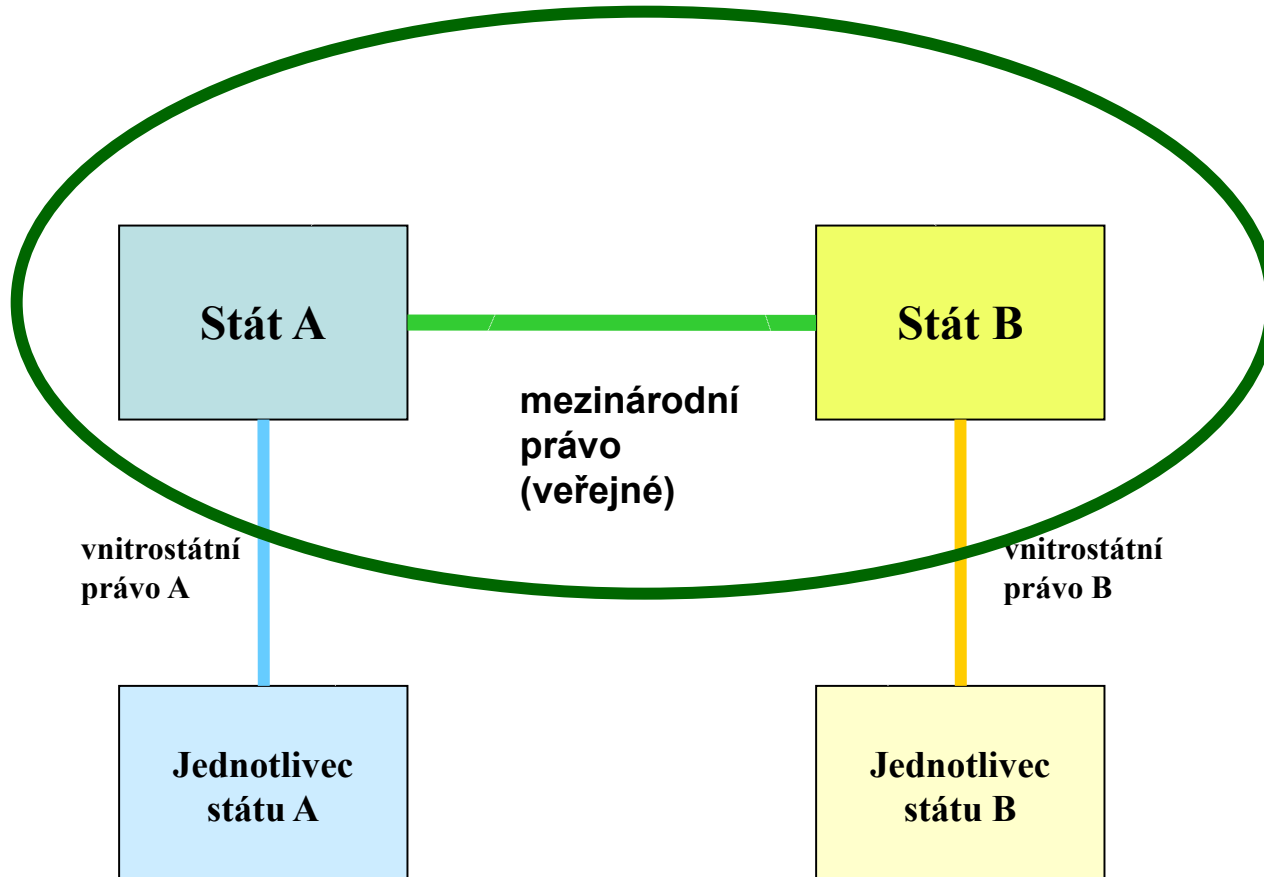 Stát A
Stát B
mezinárodní
právo
(veřejné)
vnitrostátní
právo A
vnitrostátní
právo B
Jednotlivec
státu A
Jednotlivec
státu B